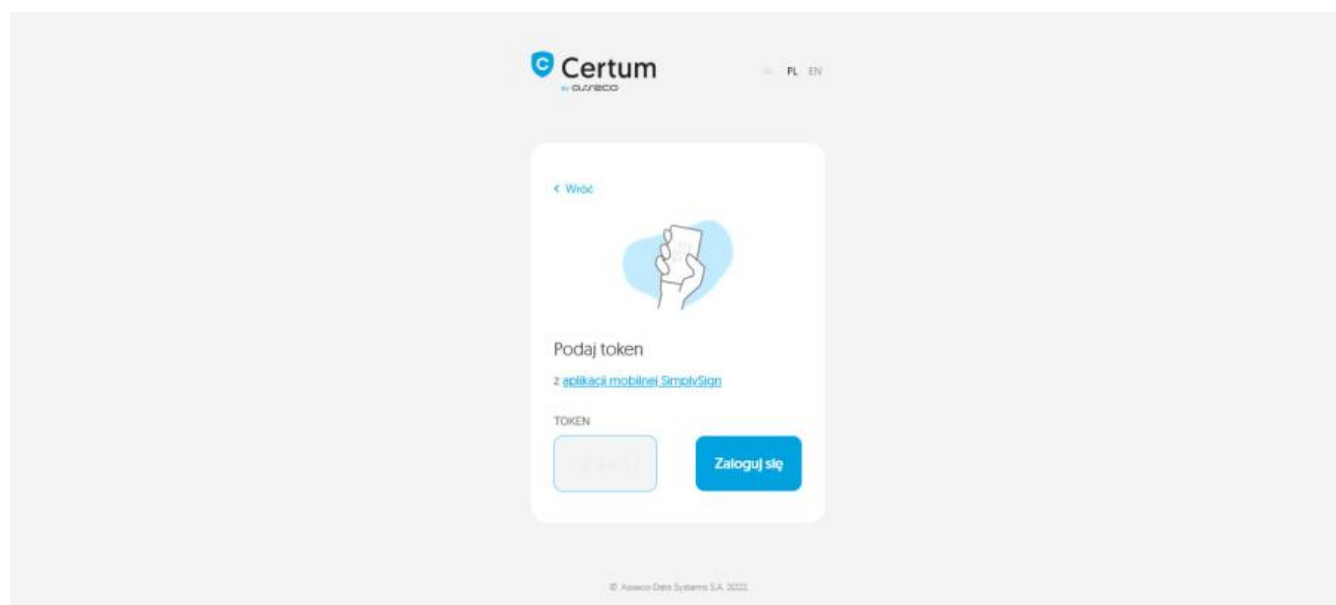 Certum
by asseco
PL EN
< Wróć
Podaj token
z aplikacji mobilnej SimplySign
TOKEN
Zaloguj się
© Asseco Data Systems S.A. 2022